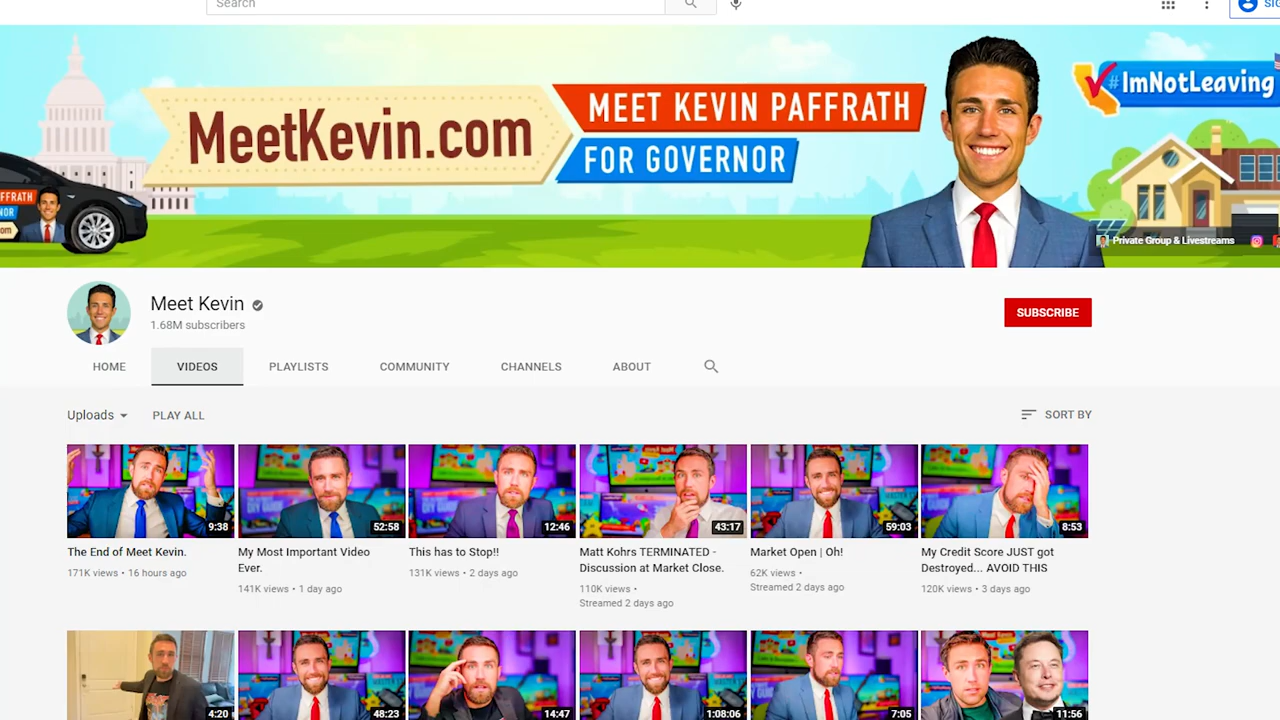 Search
SIG
MeetKevin.com
MEET KEVIN PAFFRATH
FOR GOVERNOR
#ImNotLeaving
FFRATH
NOR
om
Private Group & Livestreams
Meet Kevin
1.68M subscribers
SUBSCRIBE
HOME
VIDEOS
PLAYLISTS
COMMUNITY
CHANNELS
ABOUT
Uploads
PLAY ALL
SORT BY
9:38
52:58
12:46
43:17
59:03
8:53
The End of Meet Kevin.
171K views • 16 hours ago
My Most Important Video
Ever.
141K views • 1 day ago
This has to Stop!!
131K views • 2 days ago
Matt Kohrs TERMINATED -
Discussion at Market Close.
110K views •
Streamed 2 days ago
Market Open | Oh!
62K views •
Streamed 2 days ago
My Credit Score JUST got
Destroyed... AVOID THIS
120K views • 3 days ago
4:20
48:23
14:47
1:08:06
7:05
11:56